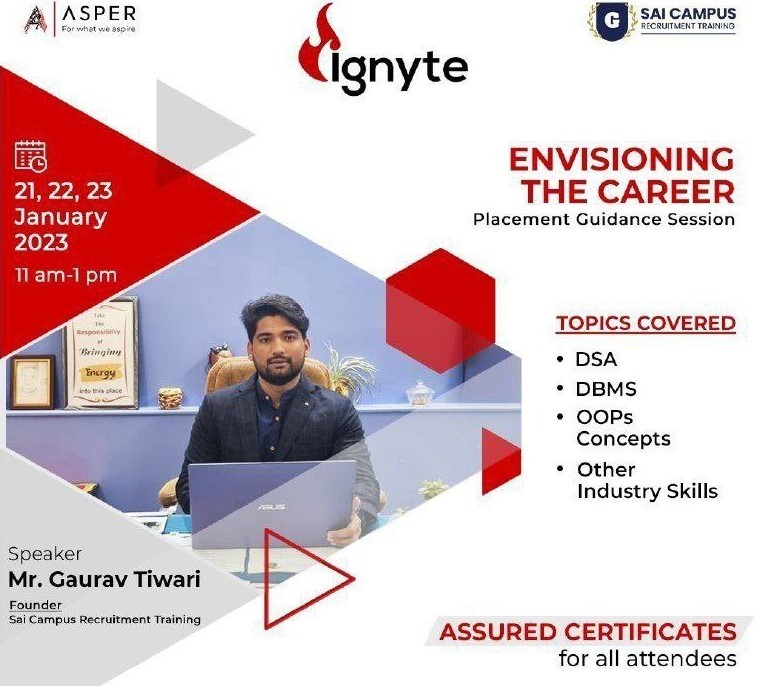 ASPER
For what we aspire
Ignyte
G
SAI CAMPUS
RECRUITMENT TRAINING
21, 22, 23
January
2023
11 am-1 pm
ENVISIONING
THE CAREER
Placement Guidance Session
Take
The
Responsiblity
of
Bringing
Energy
into this place
TOPICS COVERED
• DSA
• DBMS
• OOPs
Concepts
• Other
Industry Skills
ASUS
Speaker
Mr. Gaurav Tiwari
Founder
Sai Campus Recruitment Training
ASSURED CERTIFICATES
for all attendees